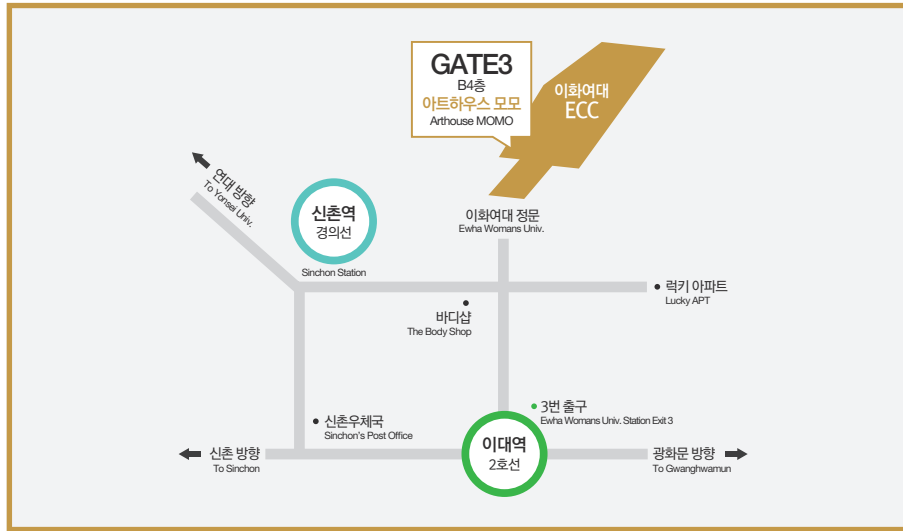 GATE3
B4층
아트하우스 모모
Arthouse MOMO
이화여대
ECC
연대 방향
To Yonsei Univ.
신촌역
경의선
Sinchon Station
이화여대 정문
Ewha Womans Univ.
럭키 아파트
Lucky APT
바디샵
The Body Shop
3번 출구
Ewha Womans Univ. Station Exit 3
신촌우체국
Sinchon's Post Office
이대역
2호선
신촌 방향
To Sinchon
광화문 방향
To Gwanghwamun